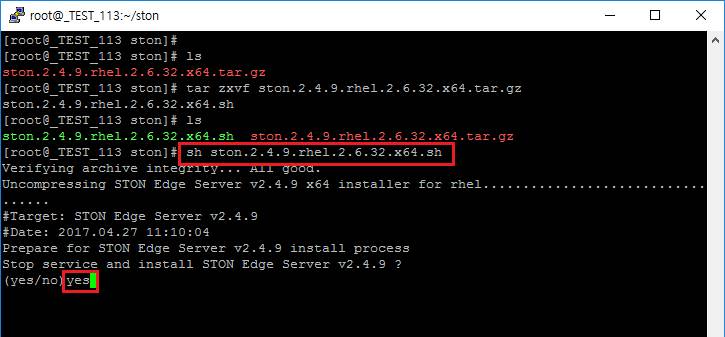 root@_TEST_113:~/ston
[root@_TEST_113 ston]#
[root@_TEST_113 ston]# ls
ston.2.4.9.rhel.2.6.32.x64.tar.gz
[root@_TEST_113 ston]# tar zxvf ston.2.4.9.rhel.2.6.32.x64.tar.gz
ston.2.4.9.rhel.2.6.32.x64.sh
[root@_TEST_113 ston]# ls
ston.2.4.9.rhel.2.6.32.x64.sh  ston.2.4.9.rhel.2.6.32.x64.tar.gz
[root@_TEST_113 ston]# sh ston.2.4.9.rhel.2.6.32.x64.sh
Verifying archive integrity... All good.
Uncompressing STON Edge Server v2.4.9 x64 installer for rhel............................
......
#Target: STON Edge Server v2.4.9
#Date: 2017.04.27 11:10:04
Prepare for STON Edge Server v2.4.9 install process
Stop service and install STON Edge Server v2.4.9 ?
(yes/no)yes